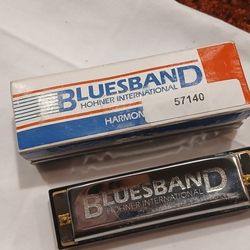 BLUESBAND
HOHNER INTERNATIONAL
57140
HARMON
BLUESBAND
HOHNER INTERNATIONAL